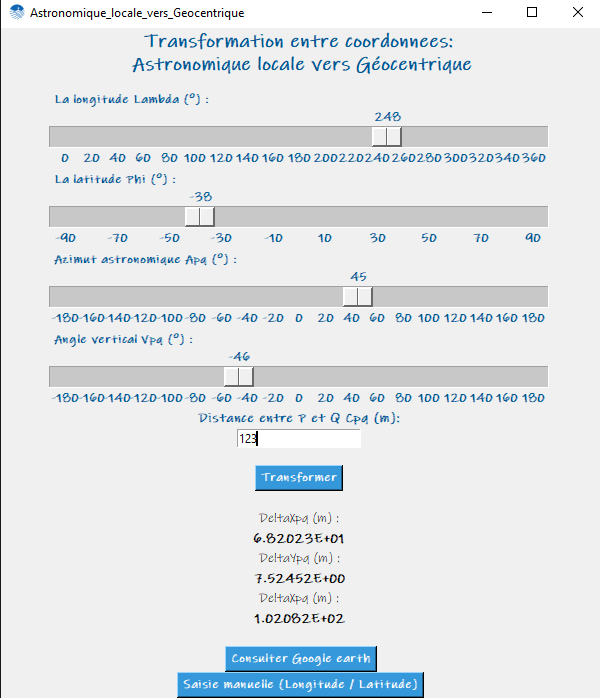 Astronomique_locale_vers_Geocentrique
Transformation entre coordonnees:
Astronomique locale vers Géocentrique
La longitude Lambda (°) :
248
0 20 40 60 80 100 120 140 160 180 200 220 240 260 280 300 320 340 360
La latitude Phi (°) :
-38
-90 -70 -50 -30 -10 10 30 50 70 90
Azimut astronomique Apq (°) :
45
-180 -160 -140 -120 -100 -80 -60 -40 -20 0 20 40 60 80 100 120 140 160 180
Angle vertical Vpq (°) :
-46
-180 -160 -140 -120 -100 -80 -60 -40 -20 0 20 40 60 80 100 120 140 160 180
Distance entre P et Q Cpq (m):
123
Transformer
DeltaXpq (m) :
6.82023E+01
DeltaYpq (m) :
7.52452E+00
DeltaXpq (m) :
1.02082E+02
Consulter Google earth
Saisie manuelle (Longitude / Latitude)